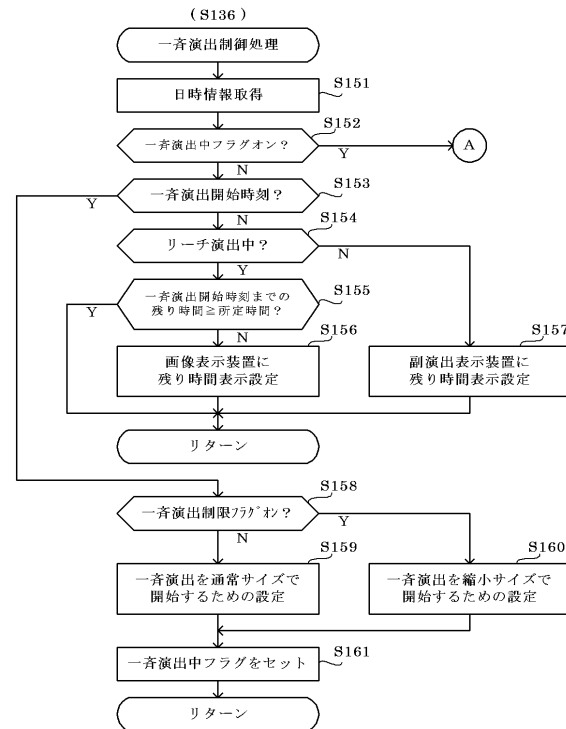 (S136)
一斉演出制御処理
S151
日時情報取得
S152
一斉演出中フラグオン？
Y
A
N
S153
一斉演出開始時刻？
Y
N
S154
リーチ演出中？
N
Y
S155
一斉演出開始時刻までの
残り時間≧所定時間？
Y
N
S156
画像表示装置に
残り時間表示設定
S157
副演出表示装置に
残り時間表示設定
リターン
S158
一斉演出制限ﾌﾗｸﾞｵﾝ？
Y
N
S159
一斉演出を通常サイズで
開始するための設定
S160
一斉演出を縮小サイズで
開始するための設定
S161
一斉演出中フラグをセット
リターン